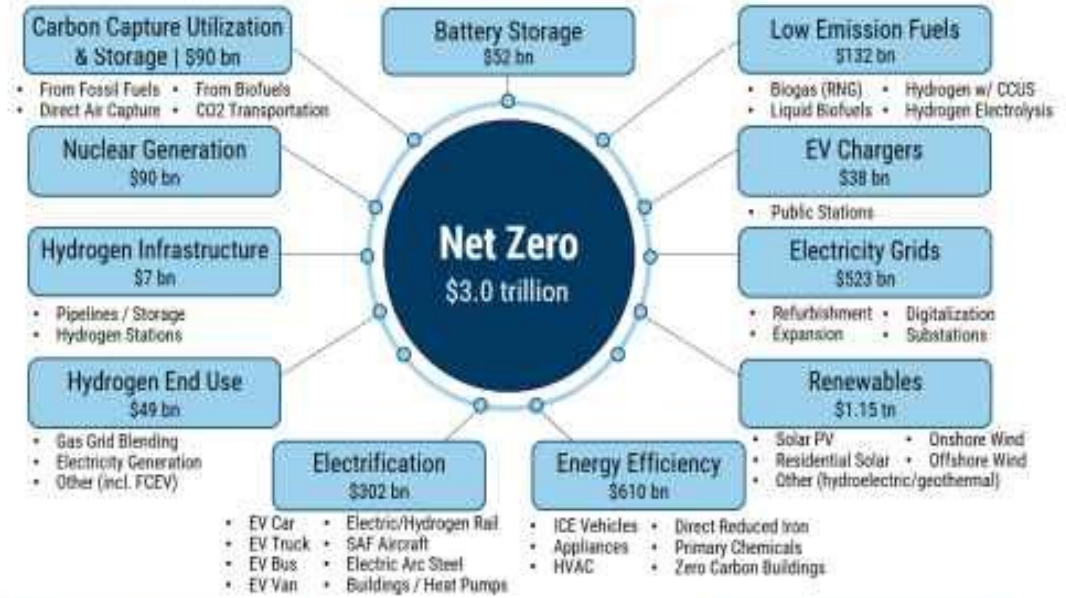 Carbon Capture Utilization
& Storage | $90 bn
• From Fossil Fuels • From Biofuels
• Direct Air Capture • CO2 Transportation
Battery Storage
$52 bn
Low Emission Fuels
$132 bn
• Biogas (RNG) • Hydrogen w/ CCUS
• Liquid Biofuels • Hydrogen Electrolysis
Nuclear Generation
$90 bn
EV Chargers
$38 bn
• Public Stations
Hydrogen Infrastructure
$7 bn
• Pipelines / Storage
• Hydrogen Stations
Net Zero
$3.0 trillion
Electricity Grids
$523 bn
• Refurbishment • Digitalization
• Expansion • Substations
Hydrogen End Use
$49 bn
• Gas Grid Blending
• Electricity Generation
• Other (incl. FCEV)
Renewables
$1.15 tn
• Solar PV • Onshore Wind
• Residential Solar • Offshore Wind
• Other (hydroelectric/geothermal)
Electrification
$302 bn
• EV Car • Electric/Hydrogen Rail
• EV Truck • SAF Aircraft
• EV Bus • Electric Arc Steel
• EV Van • Buildings / Heat Pumps
Energy Efficiency
$610 bn
• ICE Vehicles • Direct Reduced Iron
• Appliances • Primary Chemicals
• HVAC • Zero Carbon Buildings